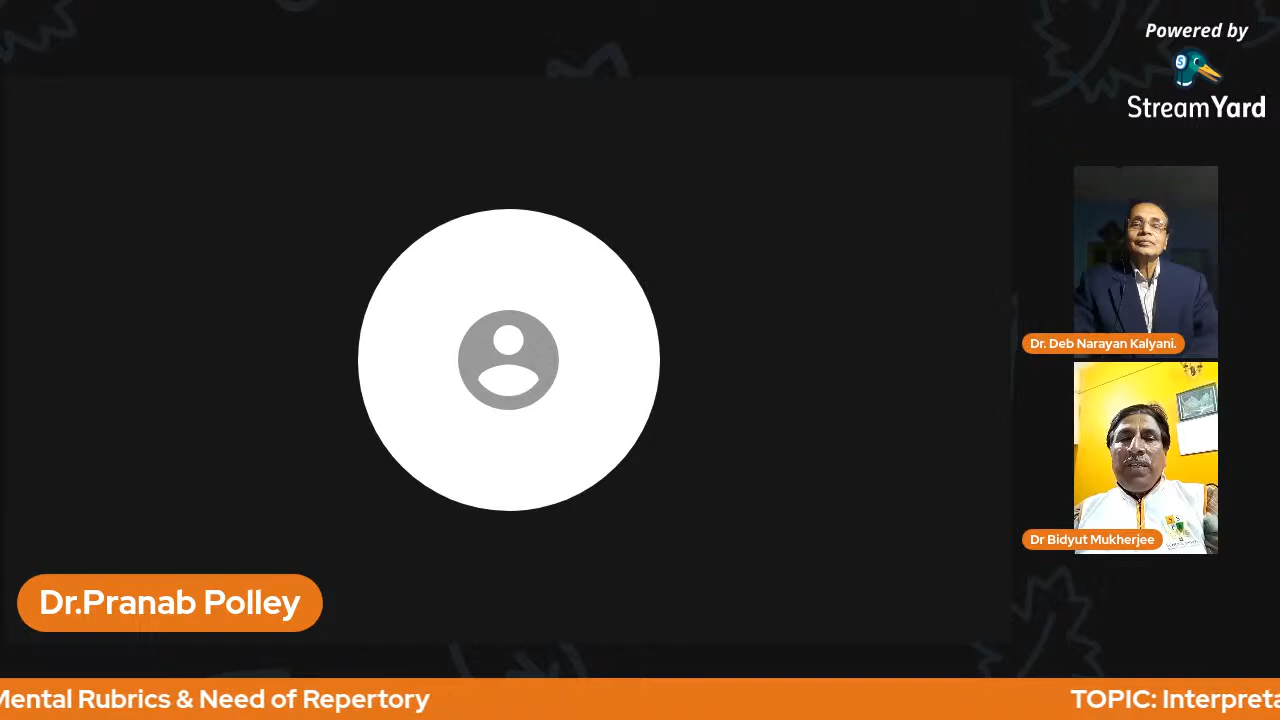 Powered by
StreamYard
Dr. Deb Narayan Kalyani.
Dr Bidyut Mukherjee
Dr.Pranab Polley
Mental Rubrics & Need of Repertory
TOPIC: Interpreta